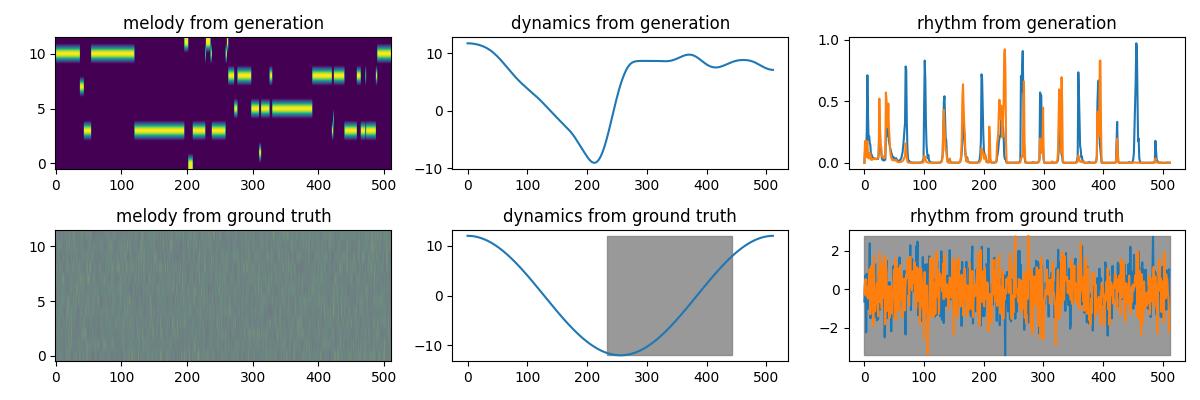 melody from generation
10
5
0
0 100 200 300 400 500
dynamics from generation
10
0
−10
0 100 200 300 400 500
rhythm from generation
1.0
0.5
0.0
0 100 200 300 400 500
melody from ground truth
10
5
0
0 100 200 300 400 500
dynamics from ground truth
10
0
−10
0 100 200 300 400 500
rhythm from ground truth
2
0
−2
0 100 200 300 400 500